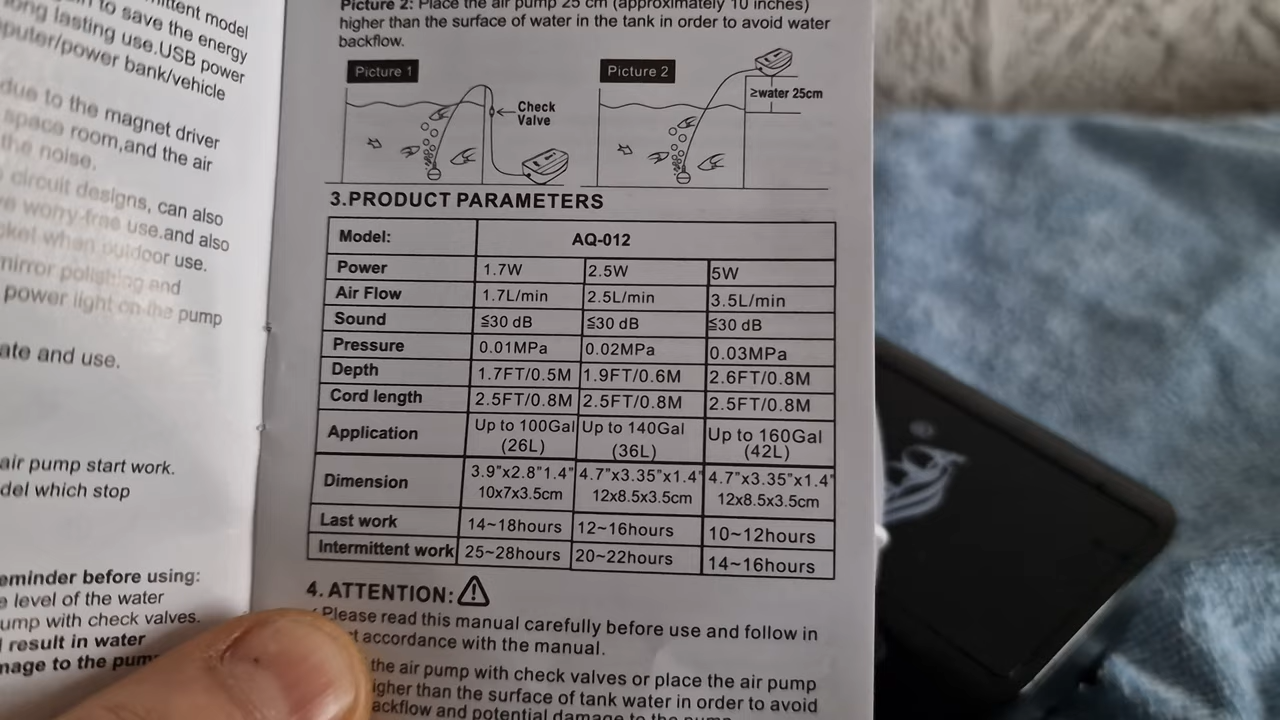 ittent model
to save the energy
ong lasting use.USB power
puter/power bank/vehicle
due to the magnet driver
space room,and the air
the noise.
circuit designs, can also
worry-free use.and also
when outdoor use.
mirror polishing and
power light on the pump
ate and use.
air pump start work.
del which stop
eminder before using:
level of the water
ump with check valves.
result in water
mage to the pum
Picture 2: Place the air pump 25 cm (approximately 10 inches)
higher than the surface of water in the tank in order to avoid water
backflow.
Picture 1
Check
Valve
Picture 2
≥water 25cm
3.PRODUCT PARAMETERS
Model: AQ-012
Power 1.7W 2.5W 5W
Air Flow 1.7L/min 2.5L/min 3.5L/min
Sound ≦30 dB ≦30 dB ≦30 dB
Pressure 0.01MPa 0.02MPa 0.03MPa
Depth 1.7FT/0.5M 1.9FT/0.6M 2.6FT/0.8M
Cord length 2.5FT/0.8M 2.5FT/0.8M 2.5FT/0.8M
Application Up to 100Gal (26L) Up to 140Gal (36L) Up to 160Gal (42L)
Dimension 3.9"x2.8"1.4" 10x7x3.5cm 4.7"x3.35"x1.4" 12x8.5x3.5cm 4.7"x3.35"x1.4" 12x8.5x3.5cm
Last work 14~18hours 12~16hours 10~12hours
Intermittent work 25~28hours 20~22hours 14~16hours
4. ATTENTION:
Please read this manual carefully before use and follow in
accordance with the manual.
the air pump with check valves or place the air pump
igher than the surface of tank water in order to avoid
ackflow and potential damage to the pump